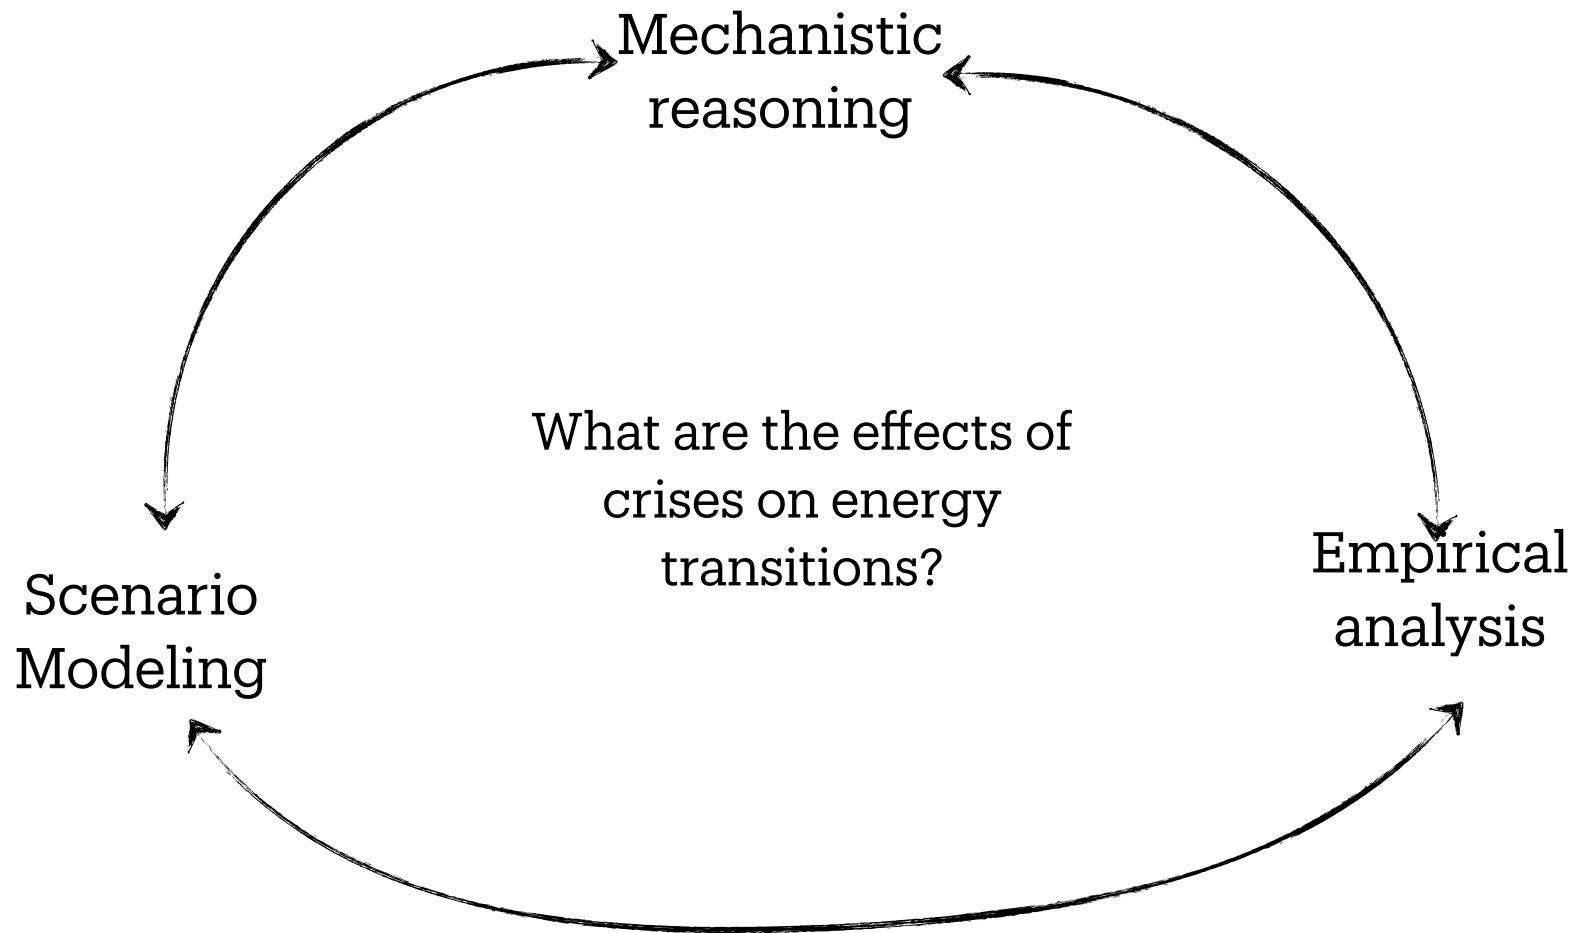 Mechanistic
reasoning
What are the effects of
crises on energy
transitions?
Scenario
Modeling
Empirical
analysis